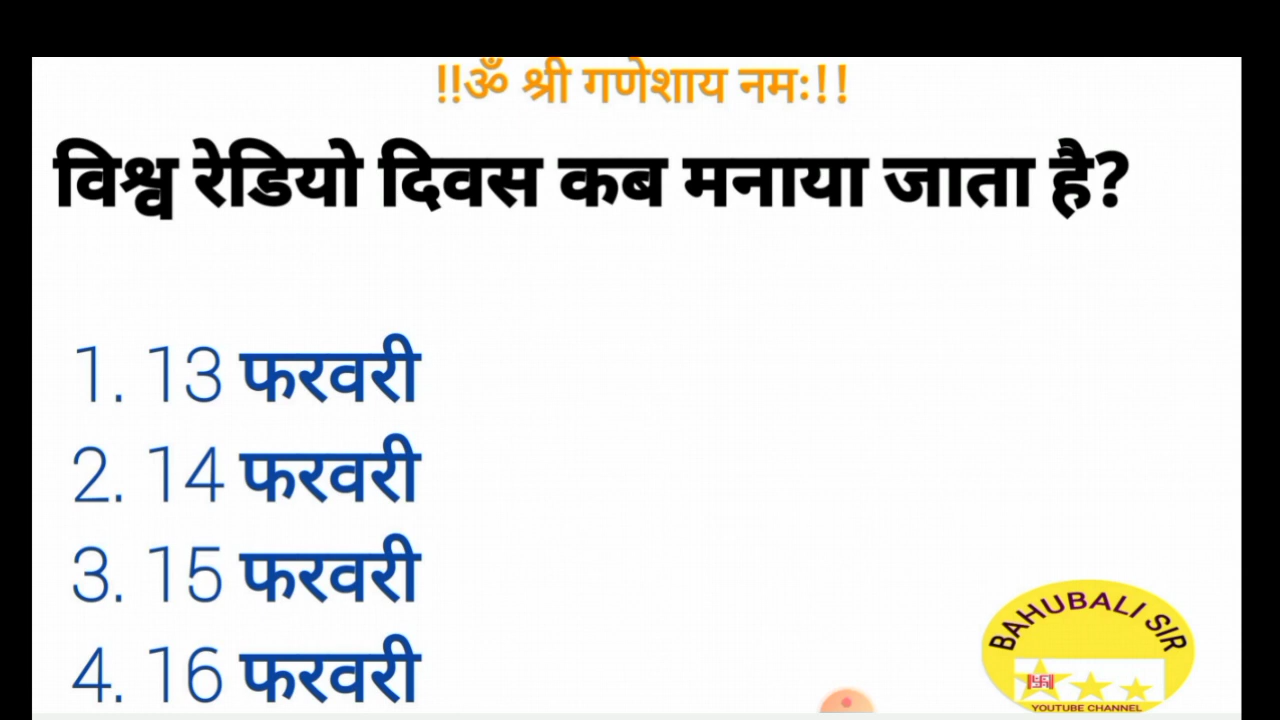 !!ॐ श्री गणेशाय नमः!!
विश्व रेडियो दिवस कब मनाया जाता है?
1. 13 फरवरी
2. 14 फरवरी
3. 15 फरवरी
4. 16 फरवरी
BAHUBALI SIR
YOUTUBE CHANNEL